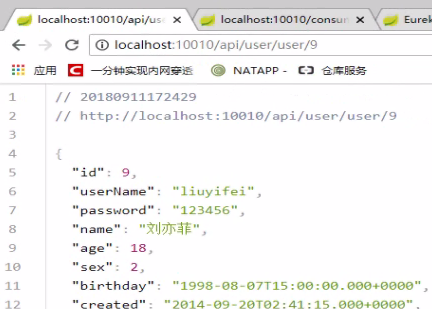 localhost:10010/api/use
localhost:10010/consum
Eurek
localhost:10010/api/user/user/9
应用 一分钟实现内网穿透 NATAPP - 仓库服务
1 // 20180911172429
2 // http://localhost:10010/api/user/user/9
3
4 {
5 "id": 9,
6 "userName": "liuyifei",
7 "password": "123456",
8 "name": "刘亦菲",
9 "age": 18,
10 "sex": 2,
11 "birthday": "1998-08-07T15:00:00.000+0000",
12 "created": "2014-09-20T02:41:15.000+0000",